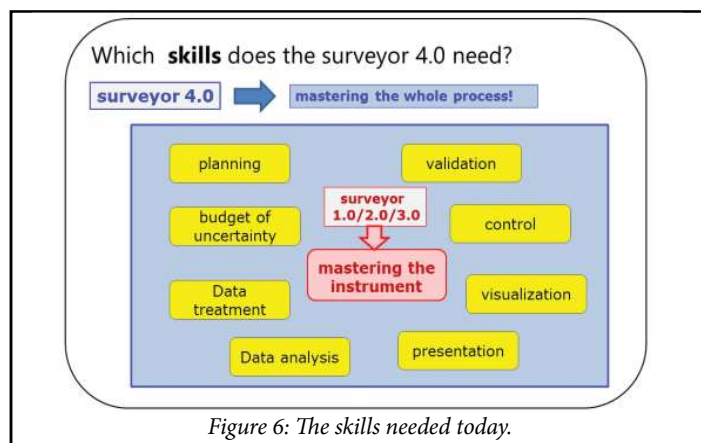 Which skills does the surveyor 4.0 need?
surveyor 4.0
mastering the whole process!
planning
validation
surveyor
1.0/2.0/3.0
budget of
uncertainty
control
mastering the
instrument
Data
treatment
visualization
Data analysis
presentation
Figure 6: The skills needed today.